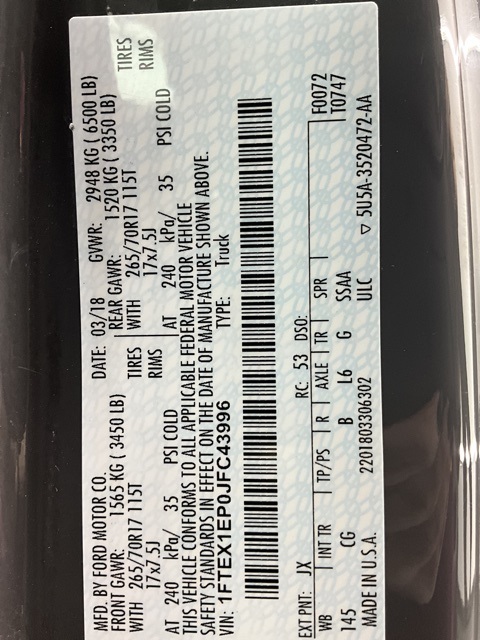 MFD. BY FORD MOTOR CO.
DATE: 03/18 GVWR: 2948 KG ( 6500 LB)
FRONT GAWR: 1565 KG ( 3450 LB) REAR GAWR: 1520 KG ( 3350 LB)
WITH 265/70R17 115T TIRES WITH 265/70R17 115T TIRES
17x7.5J RIMS 17x7.5J RIMS
AT 240 kPa/ 35 PSI COLD AT 240 kPa/ 35 PSI COLD
THIS VEHICLE CONFORMS TO ALL APPLICABLE FEDERAL MOTOR VEHICLE
SAFETY STANDARDS IN EFFECT ON THE DATE OF MANUFACTURE SHOWN ABOVE.
VIN: 1FTEX1EP0JFC43996 TYPE: Truck
EXT PNT: JX RC: 53 DSO: F0072
WB INT TR TP/PS R AXLE TR SPR T0747
145 CG B L6 G SSAA
MADE IN U.S.A. 2201803306302 ULC ▽ 5U5A-3520472-AA